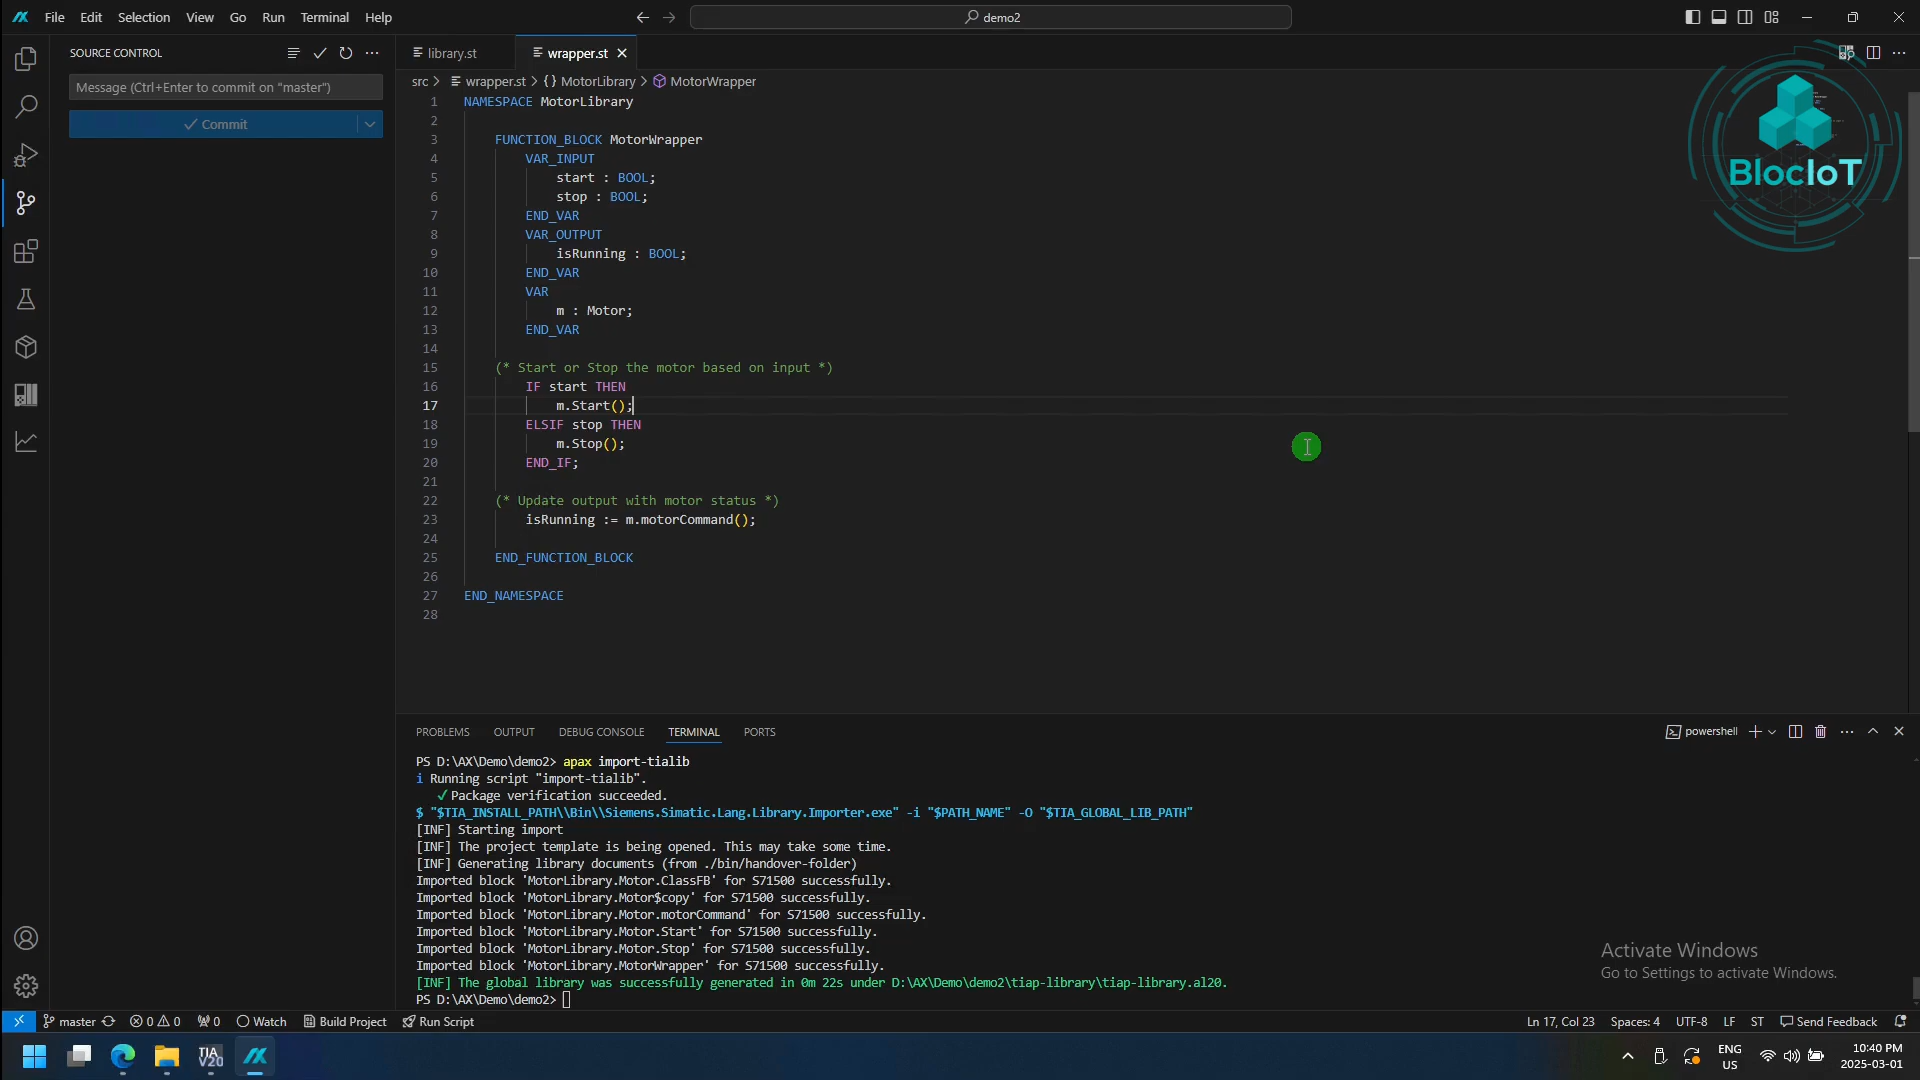 File Edit Selection View Go Run Terminal Help
demo2
SOURCE CONTROL
Message (Ctrl+Enter to commit on "master")
Commit
library.st
wrapper.st
src > wrapper.st > {} MotorLibrary > MotorWrapper
1 NAMESPACE MotorLibrary
2
3 FUNCTION_BLOCK MotorWrapper
4 VAR_INPUT
5 start : BOOL;
6 stop : BOOL;
7 END_VAR
8 VAR_OUTPUT
9 isRunning : BOOL;
10 END_VAR
11 VAR
12 m : Motor;
13 END_VAR
14
15 (* Start or Stop the motor based on input *)
16 IF start THEN
17 m.Start();
18 ELSIF stop THEN
19 m.Stop();
20 END_IF;
21
22 (* Update output with motor status *)
23 isRunning := m.motorCommand();
24
25 END_FUNCTION_BLOCK
26
27 END_NAMESPACE
28
BlocIoT
PROBLEMS OUTPUT DEBUG CONSOLE TERMINAL PORTS
powershell
PS D:\AX\Demo\demo2> apax import-tialib
i Running script "import-tialib".
✓ Package verification succeeded.
$ "$TIA_INSTALL_PATH\\Bin\\Siemens.Simatic.Lang.Library.Importer.exe" -i "$PATH_NAME" -O "$TIA_GLOBAL_LIB_PATH"
[INF] Starting import
[INF] The project template is being opened. This may take some time.
[INF] Generating library documents (from ./bin/handover-folder)
Imported block 'MotorLibrary.Motor.ClassFB' for S71500 successfully.
Imported block 'MotorLibrary.Motor$copy' for S71500 successfully.
Imported block 'MotorLibrary.Motor.motorCommand' for S71500 successfully.
Imported block 'MotorLibrary.Motor.Start' for S71500 successfully.
Imported block 'MotorLibrary.Motor.Stop' for S71500 successfully.
Imported block 'MotorLibrary.MotorWrapper' for S71500 successfully.
[INF] The global library was successfully generated in 0m 22s under D:\AX\Demo\demo2\tiap-library\tiap-library.al20.
PS D:\AX\Demo\demo2>
Activate Windows
Go to Settings to activate Windows.
master 0 0 0 Watch Build Project Run Script
Ln 17, Col 23 Spaces: 4 UTF-8 LF ST Send Feedback
TIA V20
ENG US
10:40 PM
2025-03-01